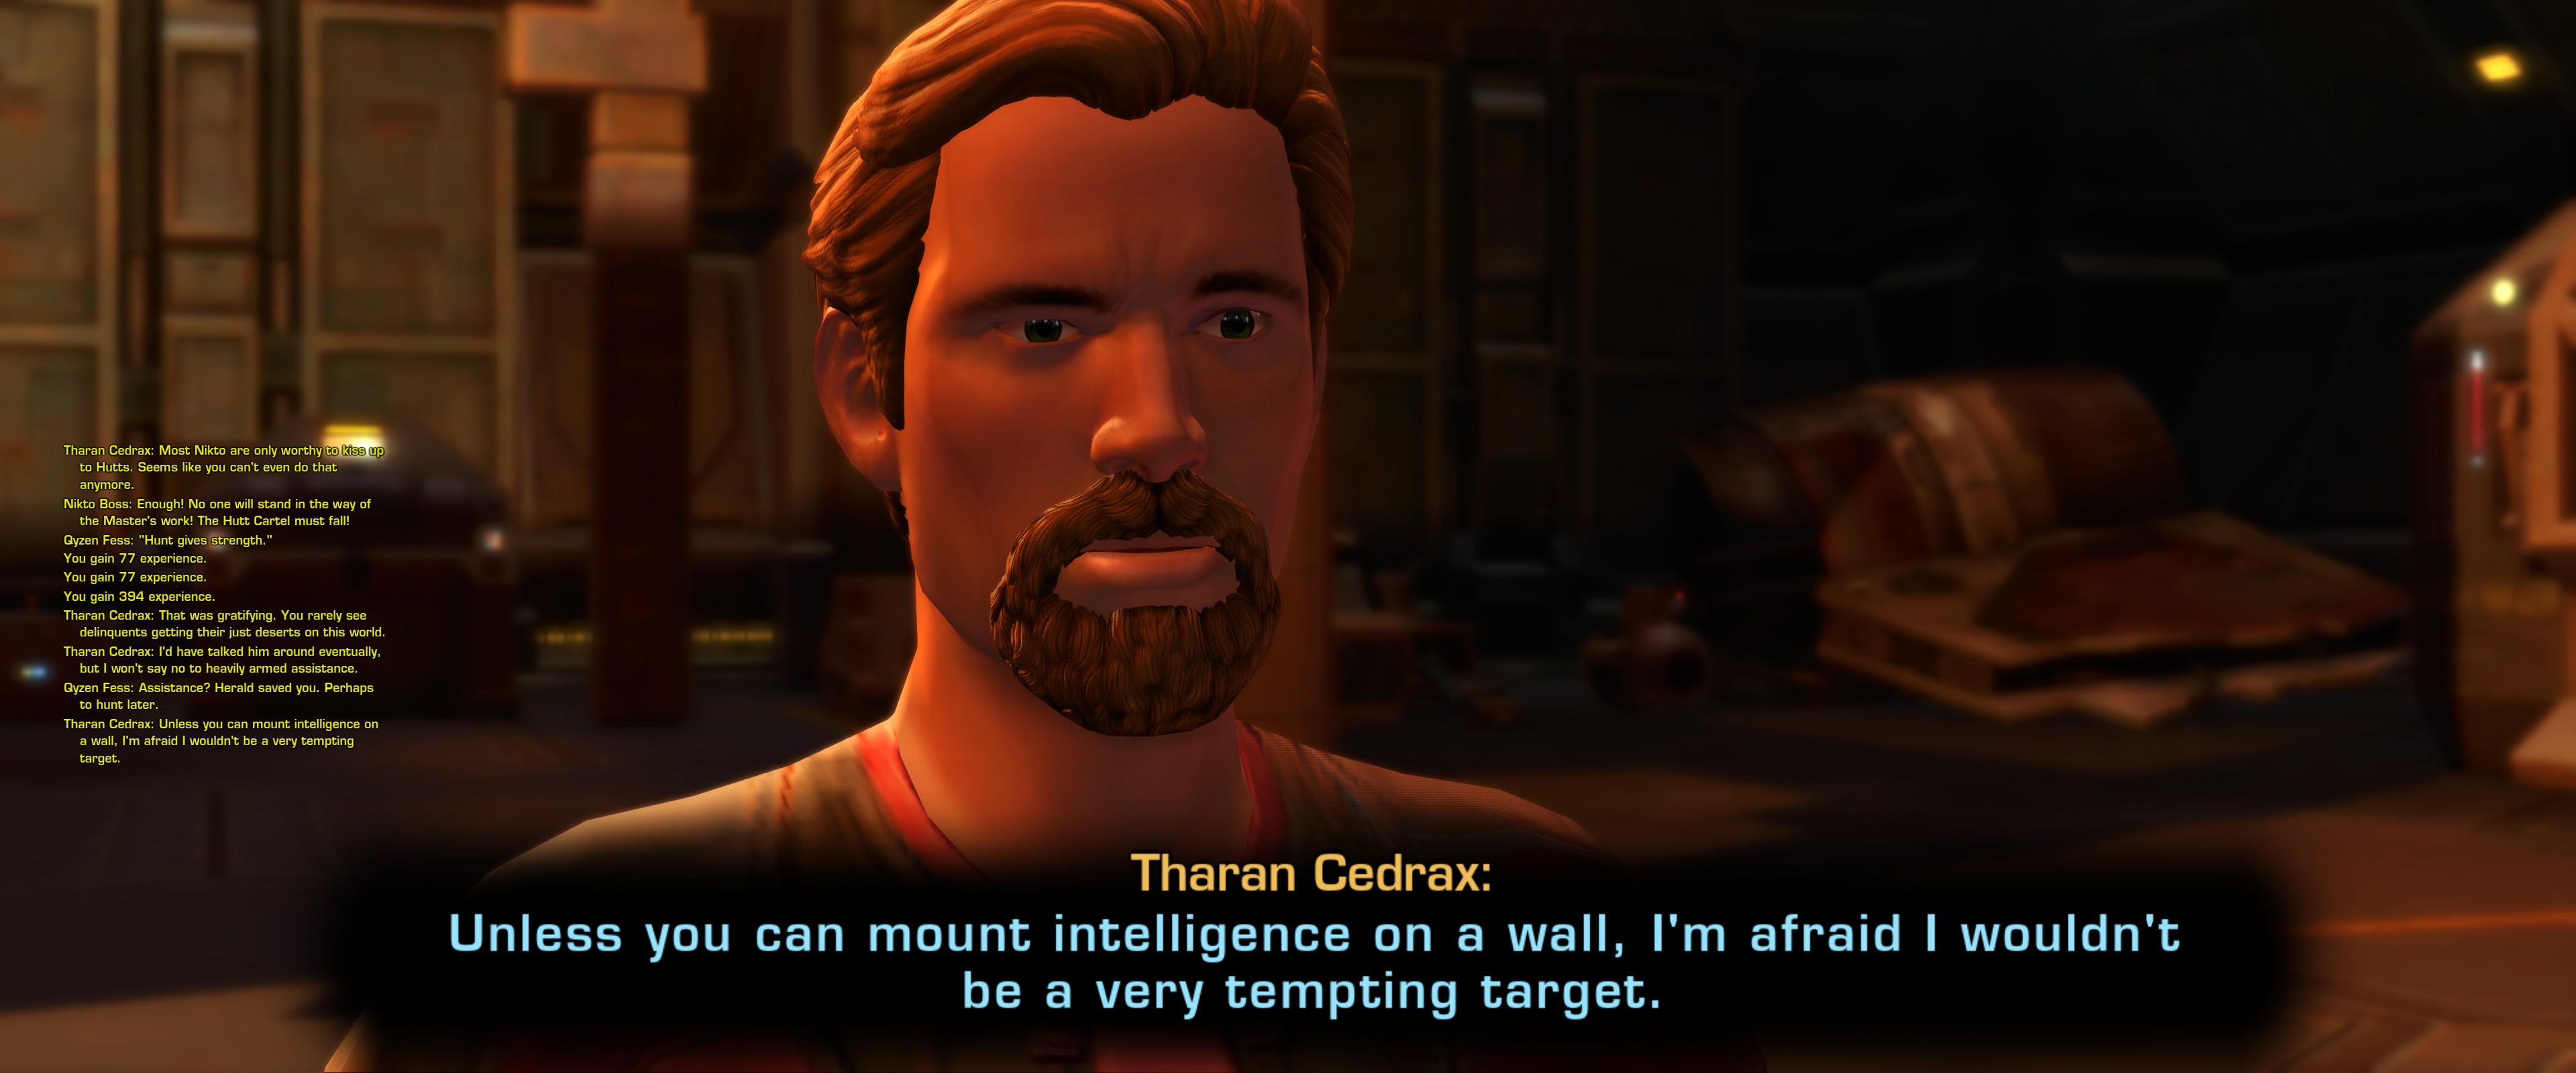 Tharan Cedrax: Most Nikto are only worthy to kiss up
to Hutts. Seems like you can't even do that
anymore.
Nikto Boss: Enough! No one will stand in the way of
the Master's work! The Hutt Cartel must fall!
Qyzen Fess: "Hunt gives strength."
You gain 77 experience.
You gain 77 experience.
You gain 394 experience.
Tharan Cedrax: That was gratifying. You rarely see
delinquents getting their just deserts on this world.
Tharan Cedrax: I'd have talked him around eventually,
but I won't say no to heavily armed assistance.
Qyzen Fess: Assistance? Herald saved you. Perhaps
to hunt later.
Tharan Cedrax: Unless you can mount intelligence on
a wall, I'm afraid I wouldn't be a very tempting
target.
Tharan Cedrax:
Unless you can mount intelligence on a wall, I'm afraid I wouldn't
be a very tempting target.